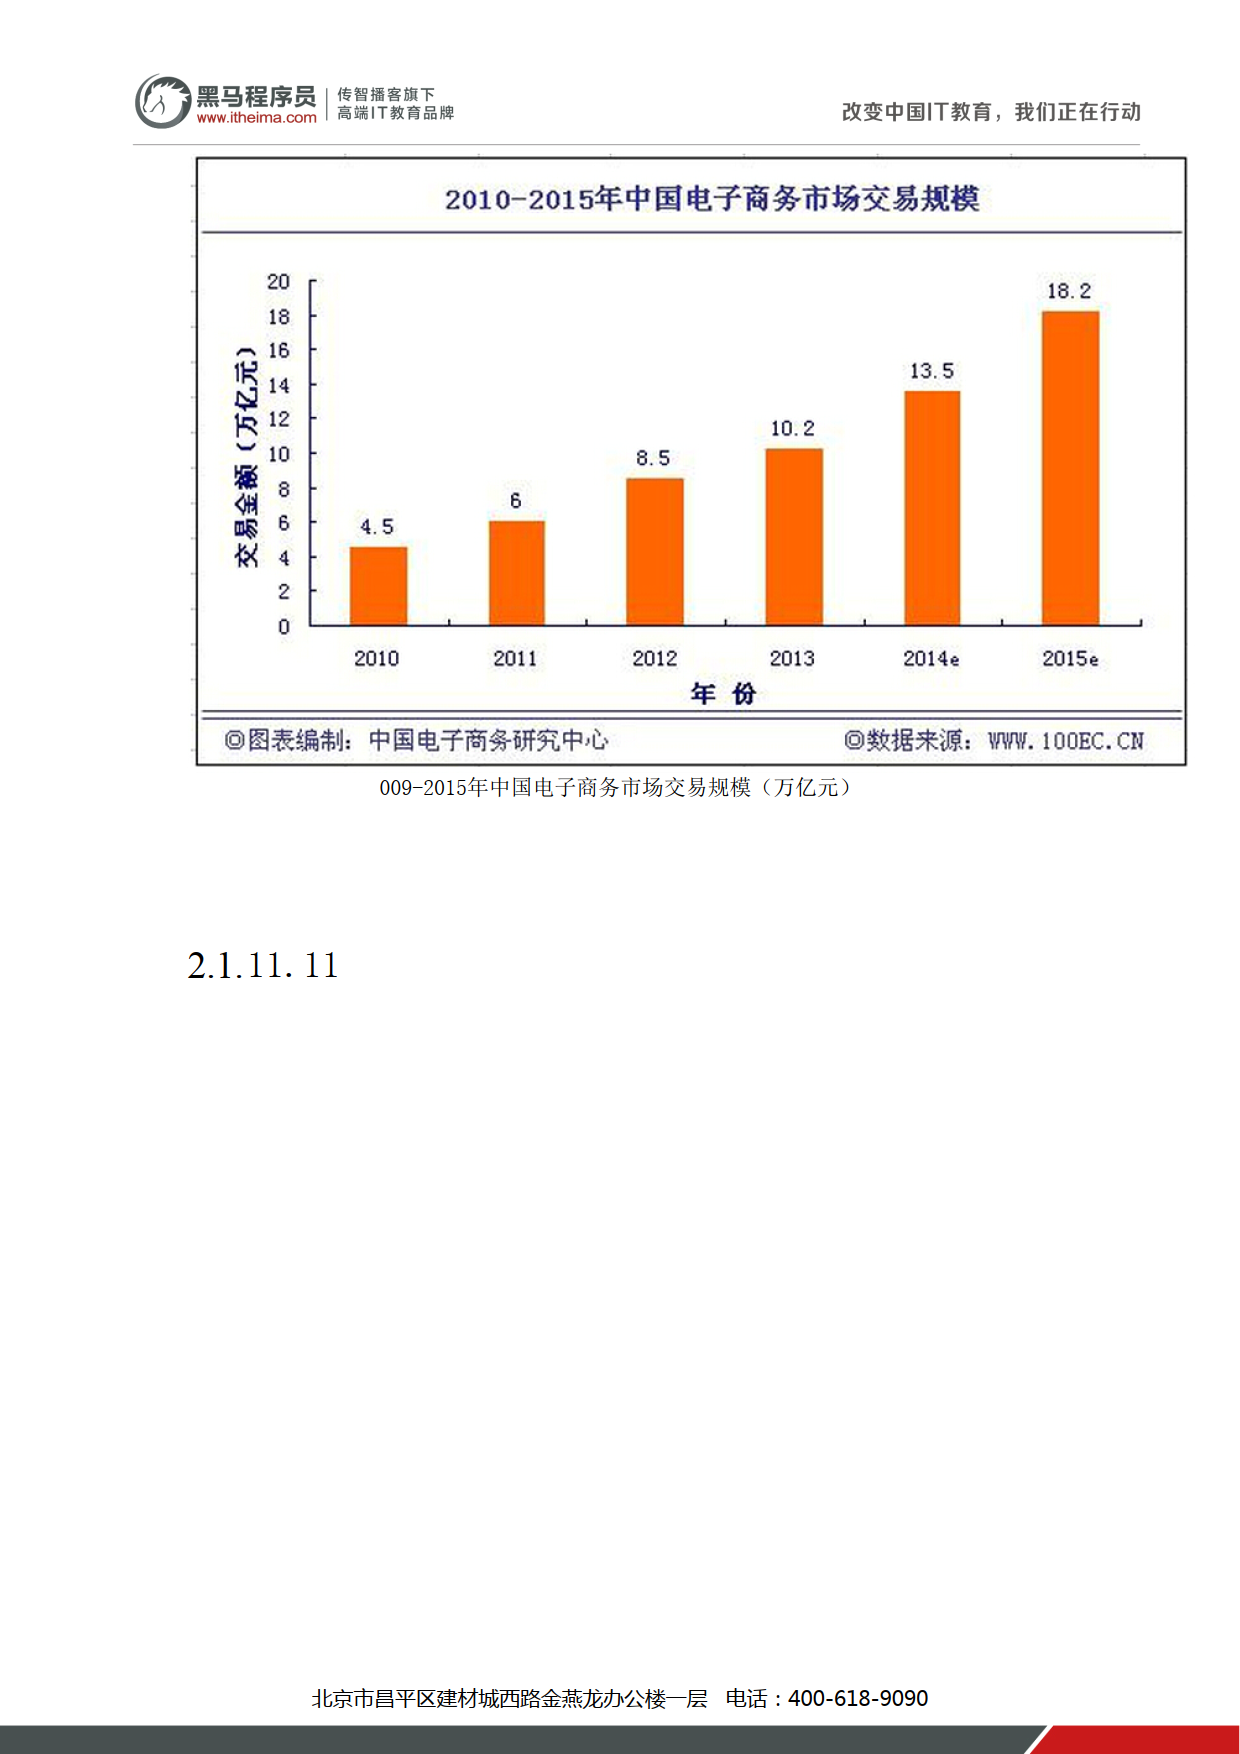 黑马程序员
www.itheima.com
传智播客旗下
高端IT教育品牌
改变中国IT教育，我们正在行动
2010-2015年中国电子商务市场交易规模
交易金额（万亿元）
20
18
16
14
12
10
8
6
4
2
0
4.5
6
8.5
10.2
13.5
18.2
2010
2011
2012
2013
2014e
2015e
年 份
◎图表编制：中国电子商务研究中心
◎数据来源：WWW.100EC.CN
009-2015年中国电子商务市场交易规模（万亿元）
2.1.11. 11
北京市昌平区建材城西路金燕龙办公楼一层 电话：400-618-9090